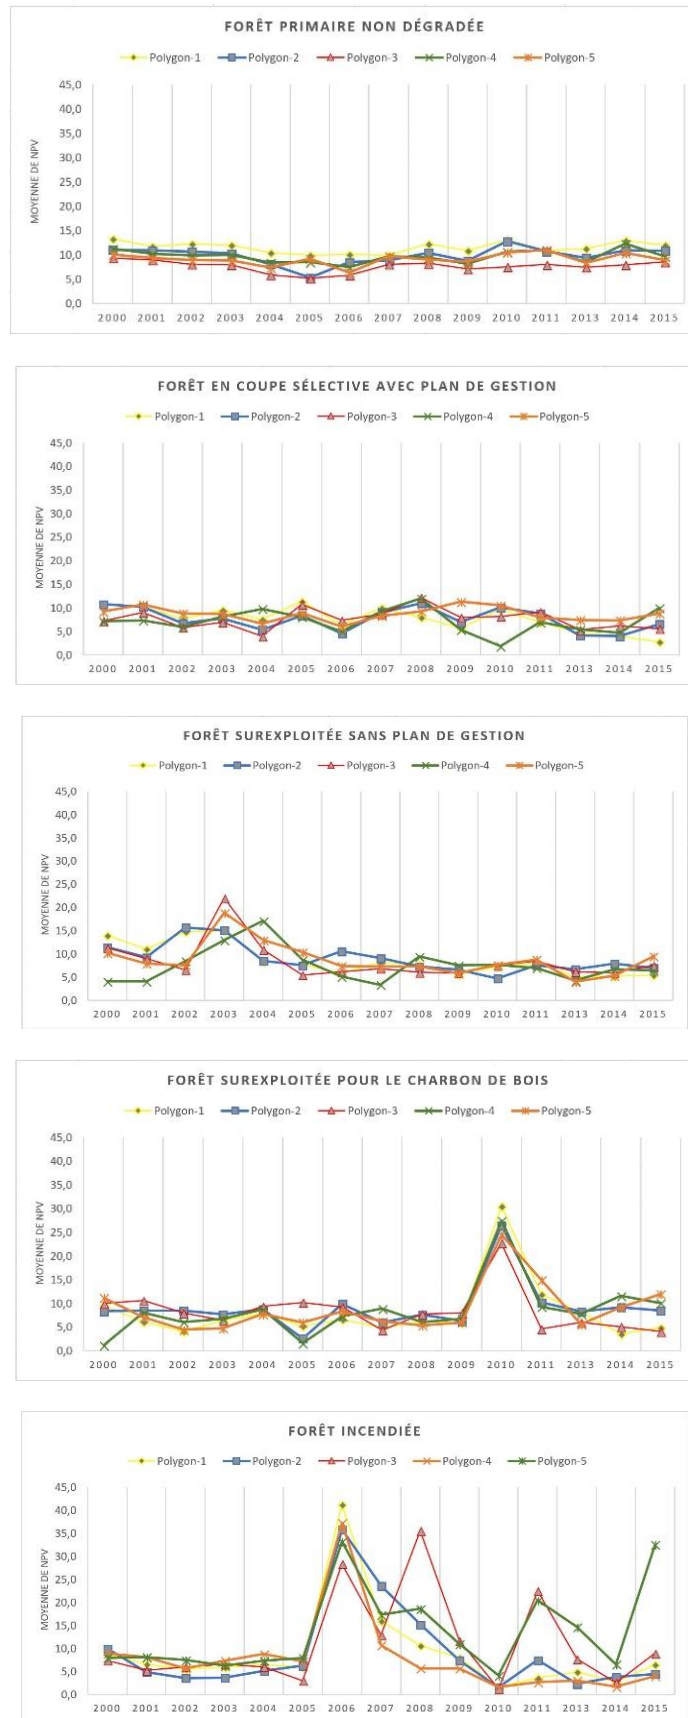 FORÊT PRIMAIRE NON DÉGRADÉE
Polygon-1 Polygon-2 Polygon-3 Polygon-4 Polygon-5
MOYENNE DE NPV
45,0
40,0
35,0
30,0
25,0
20,0
15,0
10,0
5,0
0,0
2000 2001 2002 2003 2004 2005 2006 2007 2008 2009 2010 2011 2013 2014 2015
FORÊT EN COUPE SÉLECTIVE AVEC PLAN DE GESTION
Polygon-1 Polygon-2 Polygon-3 Polygon-4 Polygon-5
MOYENNE DE NPV
45,0
40,0
35,0
30,0
25,0
20,0
15,0
10,0
5,0
0,0
2000 2001 2002 2003 2004 2005 2006 2007 2008 2009 2010 2011 2013 2014 2015
FORÊT SUREXPLOITÉE SANS PLAN DE GESTION
Polygon-1 Polygon-2 Polygon-3 Polygon-4 Polygon-5
MOYENNE DE NPV
45,0
40,0
35,0
30,0
25,0
20,0
15,0
10,0
5,0
0,0
2000 2001 2002 2003 2004 2005 2006 2007 2008 2009 2010 2011 2013 2014 2015
FORÊT SUREXPLOITÉE POUR LE CHARBON DE BOIS
Polygon-1 Polygon-2 Polygon-3 Polygon-4 Polygon-5
MOYENNE DE NPV
45,0
40,0
35,0
30,0
25,0
20,0
15,0
10,0
5,0
0,0
2000 2001 2002 2003 2004 2005 2006 2007 2008 2009 2010 2011 2013 2014 2015
FORÊT INCENDIÉE
Polygon-1 Polygon-2 Polygon-3 Polygon-4 Polygon-5
MOYENNE DE NPV
45,0
40,0
35,0
30,0
25,0
20,0
15,0
10,0
5,0
0,0
2000 2001 2002 2003 2004 2005 2006 2007 2008 2009 2010 2011 2013 2014 2015